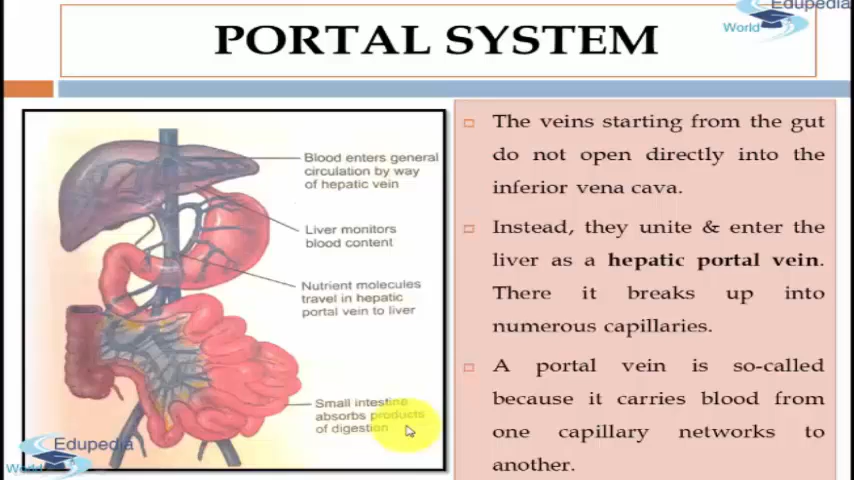 Edupedia
World
PORTAL SYSTEM
Blood enters general
circulation by way
of hepatic vein
Liver monitors
blood content
Nutrient molecules
travel in hepatic
portal vein to liver
Small intestine
absorbs products
of digestion
The veins starting from the gut
do not open directly into the
inferior vena cava.
Instead, they unite & enter the
liver as a hepatic portal vein.
There it breaks up into
numerous capillaries.
A portal vein is so-called
because it carries blood from
one capillary networks to
another.
Edupedia
World